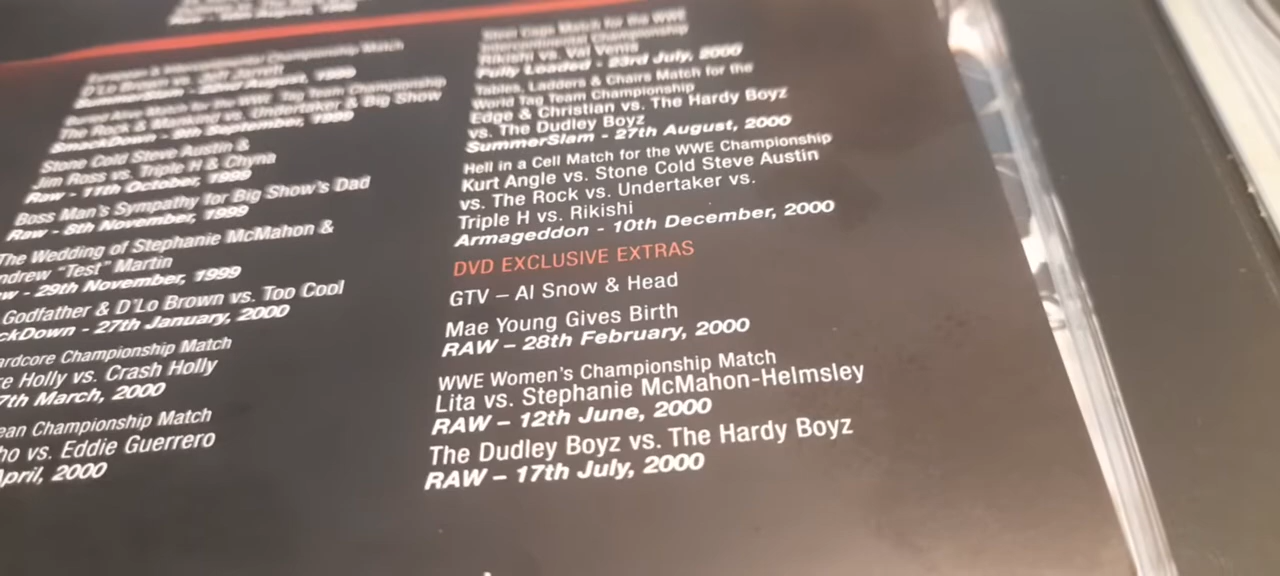 European & Intercontinental Championship Match
D'Lo Brown vs. Jeff Jarrett
SummerSlam - 22nd August, 1999
Buried Alive Match for the WWE Tag Team Championship
The Rock & Mankind vs. Undertaker & Big Show
SmackDown - 9th September, 1999
Stone Cold Steve Austin &
Jim Ross vs. Triple H & Chyna
Raw - 11th October, 1999
Boss Man's Sympathy for Big Show's Dad
Raw - 8th November, 1999
The Wedding of Stephanie McMahon &
ndrew "Test" Martin
w - 29th November, 1999
Godfather & D'Lo Brown vs. Too Cool
ckDown - 27th January, 2000
ardcore Championship Match
e Holly vs. Crash Holly
7th March, 2000
ean Championship Match
ho vs. Eddie Guerrero
April, 2000
Steel Cage Match for the WWE
Intercontinental Championship
Rikishi vs. Val Venis
Fully Loaded - 23rd July, 2000
Tables, Ladders & Chairs Match for the
World Tag Team Championship
Edge & Christian vs. The Hardy Boyz
vs. The Dudley Boyz
SummerSlam - 27th August, 2000
Hell in a Cell Match for the WWE Championship
Kurt Angle vs. Stone Cold Steve Austin
vs. The Rock vs. Undertaker vs.
Triple H vs. Rikishi
Armageddon - 10th December, 2000
DVD EXCLUSIVE EXTRAS
GTV – Al Snow & Head
Mae Young Gives Birth
RAW – 28th February, 2000
WWE Women's Championship Match
Lita vs. Stephanie McMahon-Helmsley
RAW – 12th June, 2000
The Dudley Boyz vs. The Hardy Boyz
RAW – 17th July, 2000